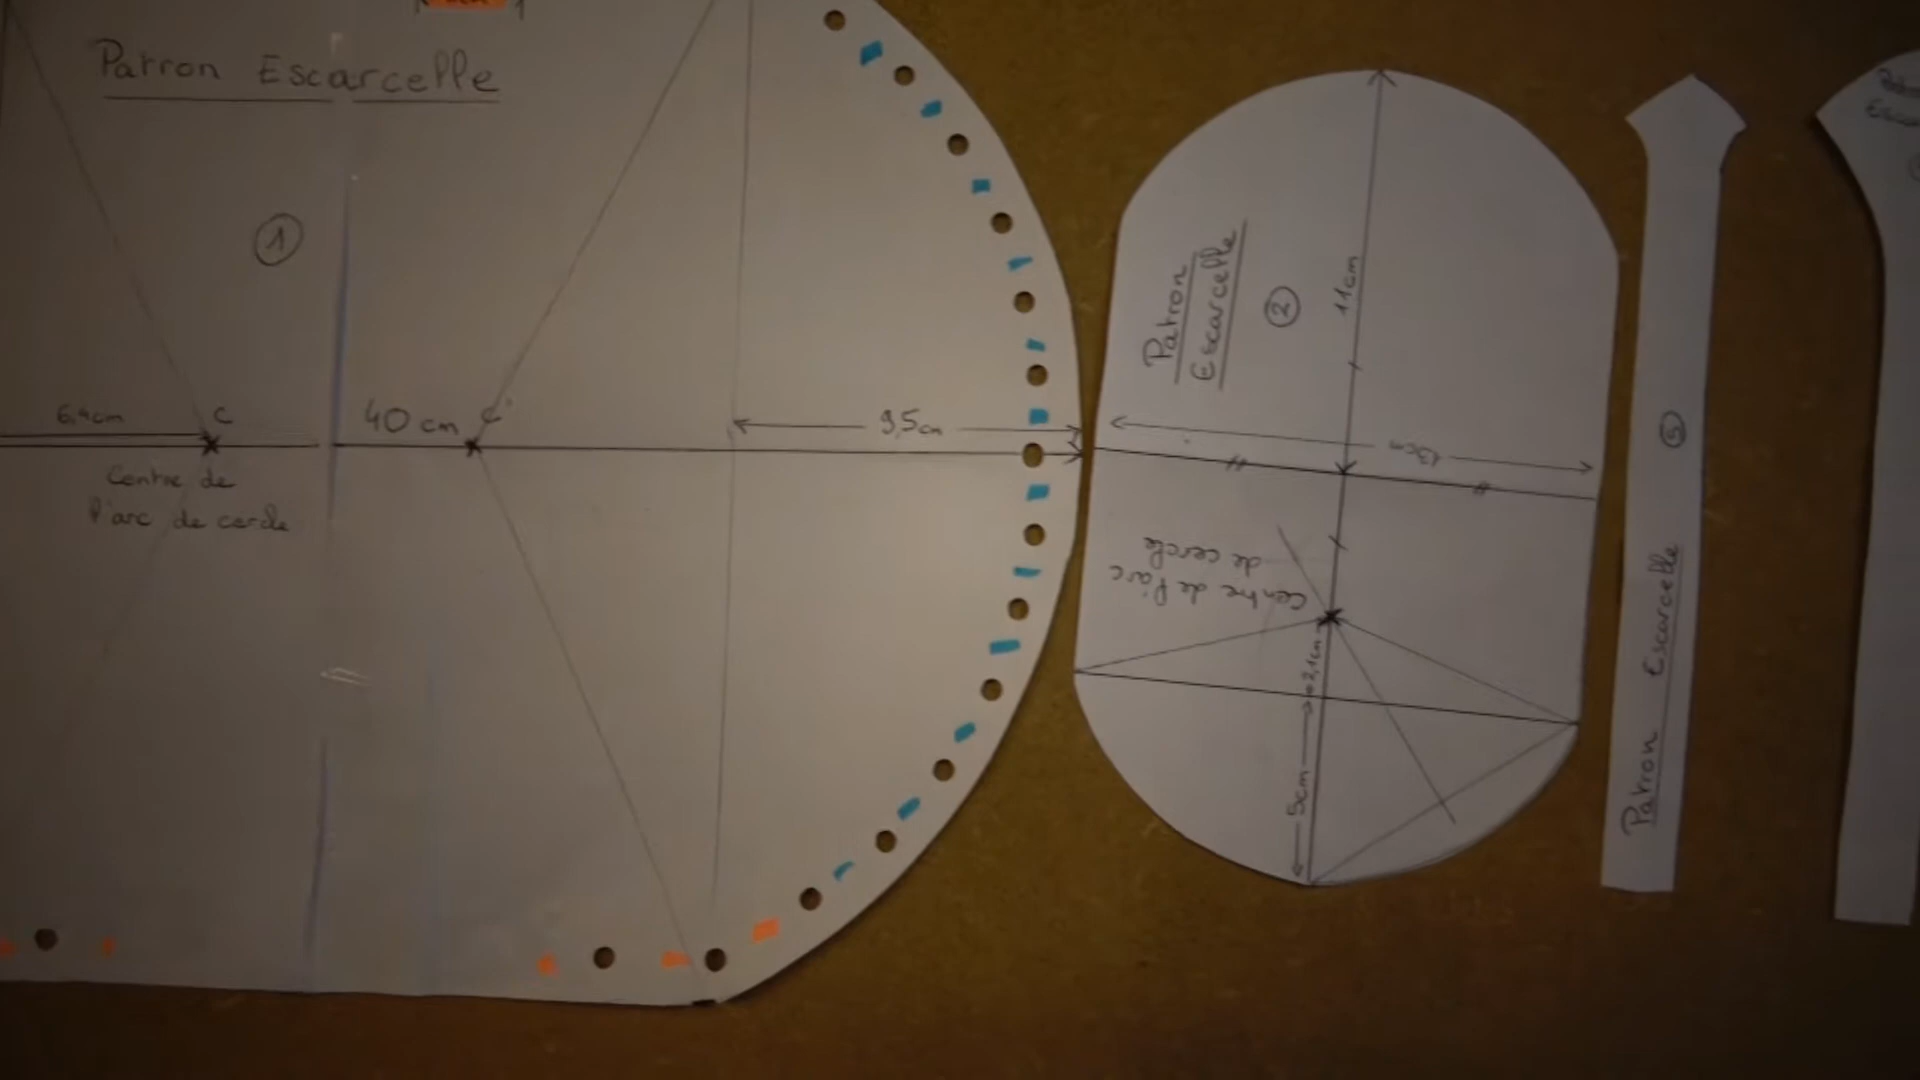 Patron Escarcelle
1
6,4cm
C
40 cm
C'
9,5cm
Centre de
l'arc de cercle
Patron
Escarcelle
2
11cm
13cm
Centre de l'arc
de cercle
2,1cm
5cm
Patron Escarcelle
5